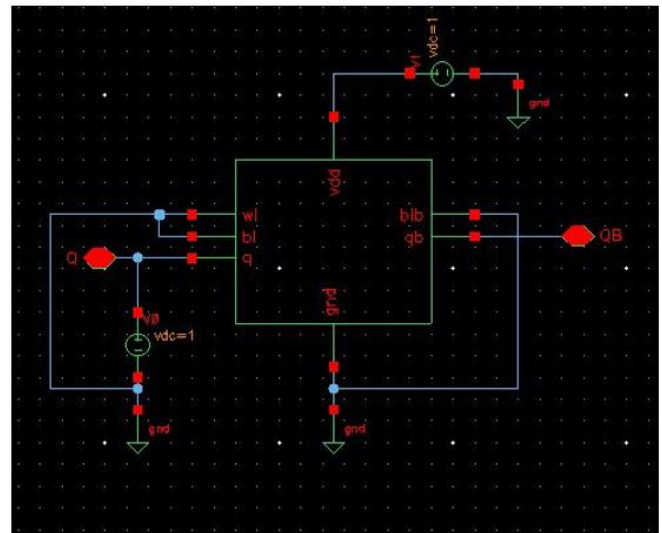 vdc=1
V1
gnd
vdd
wl
blb
bl
qb
QB
Q
q
gnd
V0
vdc=1
gnd
gnd